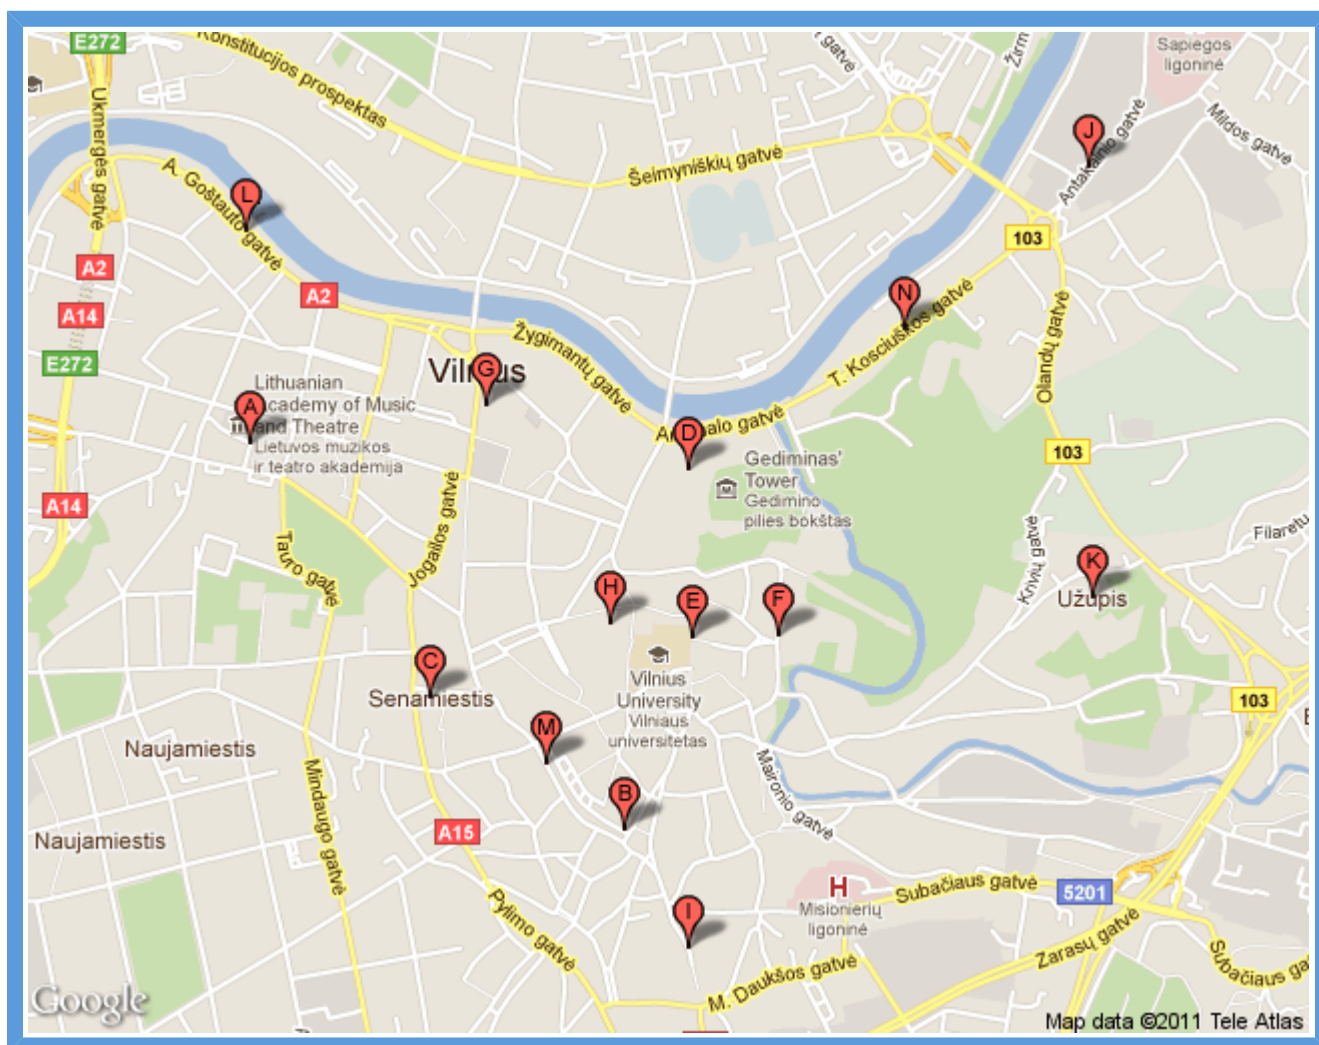 E272
Konstitucijos prospektas
gatvė
Žirm
Sapiegos
ligoninė
Ukmergės gatvė
Mildos gatvė
J
Antakalnio gatvė
Šeimyniškių gatvė
A. Goštauto gatvė
L
103
A2
A2
N
A14
T. Kosciuškos gatvė
Olandų gatvė
Žygimantų gatvė
E272
Vilnius
G
Lithuanian
Academy of Music
and Theatre
Lietuvos muzikos
ir teatro akademija
A
D
103
Gediminas'
Tower
Gedimino
pilies bokštas
A14
Jogailos gatvė
Tauro gatvė
Krivių gatvė
Filaretų
K
Užupis
H
E
F
C
Senamiestis
Vilnius
University
Vilniaus
universitetas
103
M
Naujamiestis
Maironio gatvė
Mindaugo gatvė
B
A15
Naujamiestis
H
Misionierių
ligoninė
Subačiaus gatvė
5201
I
Pylimo gatvė
Zarasų gatvė
Subačiaus ga
M. Daukšos gatvė
Google
Map data ©2011 Tele Atlas